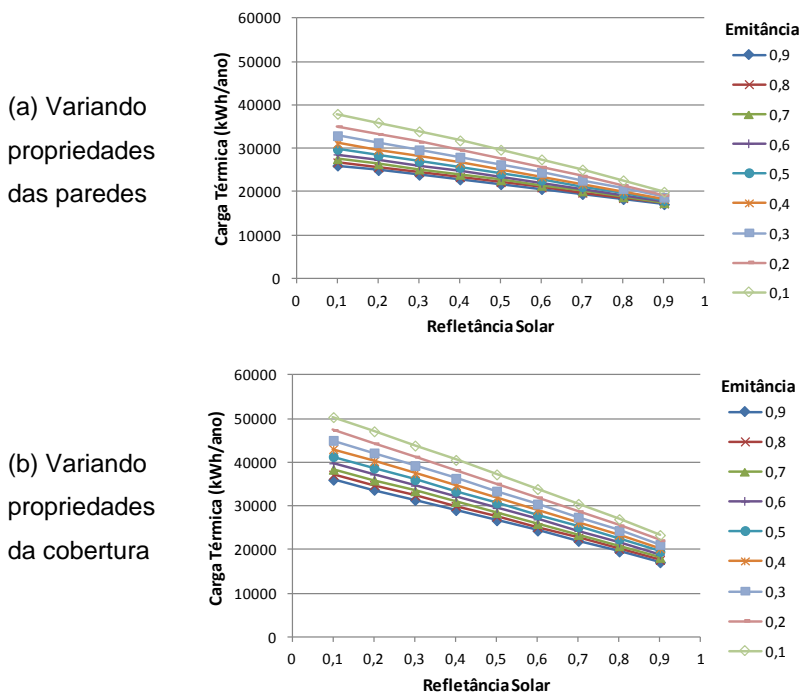 (a) Variando
propriedades
das paredes
Carga Térmica (kWh/ano)
60000
50000
40000
30000
20000
10000
0
0 0,1 0,2 0,3 0,4 0,5 0,6 0,7 0,8 0,9 1
Refletância Solar
Emitância
0,9
0,8
0,7
0,6
0,5
0,4
0,3
0,2
0,1
(b) Variando
propriedades
da cobertura
Carga Térmica (kWh/ano)
60000
50000
40000
30000
20000
10000
0
0 0,1 0,2 0,3 0,4 0,5 0,6 0,7 0,8 0,9 1
Refletância Solar
Emitância
0,9
0,8
0,7
0,6
0,5
0,4
0,3
0,2
0,1